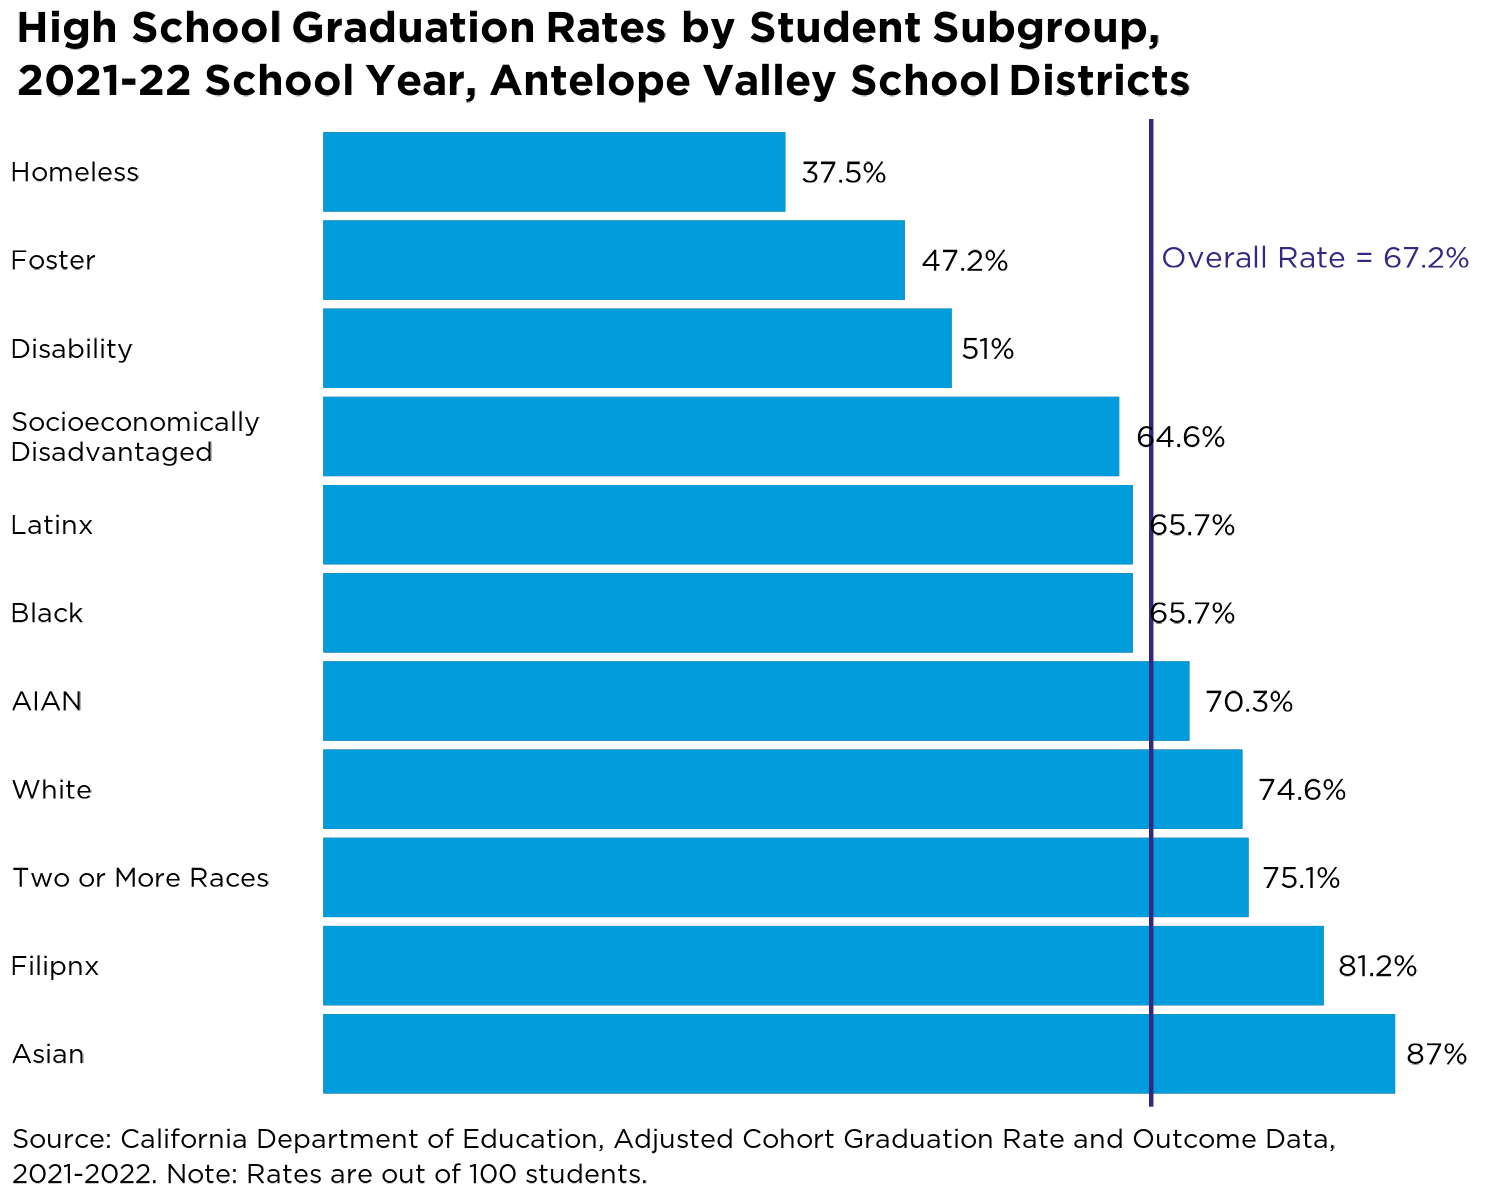 High School Graduation Rates by Student Subgroup,
2021-22 School Year, Antelope Valley School Districts
Homeless
37.5%
Foster
47.2%
Overall Rate = 67.2%
Disability
51%
Socioeconomically
Disadvantaged
64.6%
Latinx
65.7%
Black
65.7%
AIAN
70.3%
White
74.6%
Two or More Races
75.1%
Filipnx
81.2%
Asian
87%
Source: California Department of Education, Adjusted Cohort Graduation Rate and Outcome Data,
2021-2022. Note: Rates are out of 100 students.